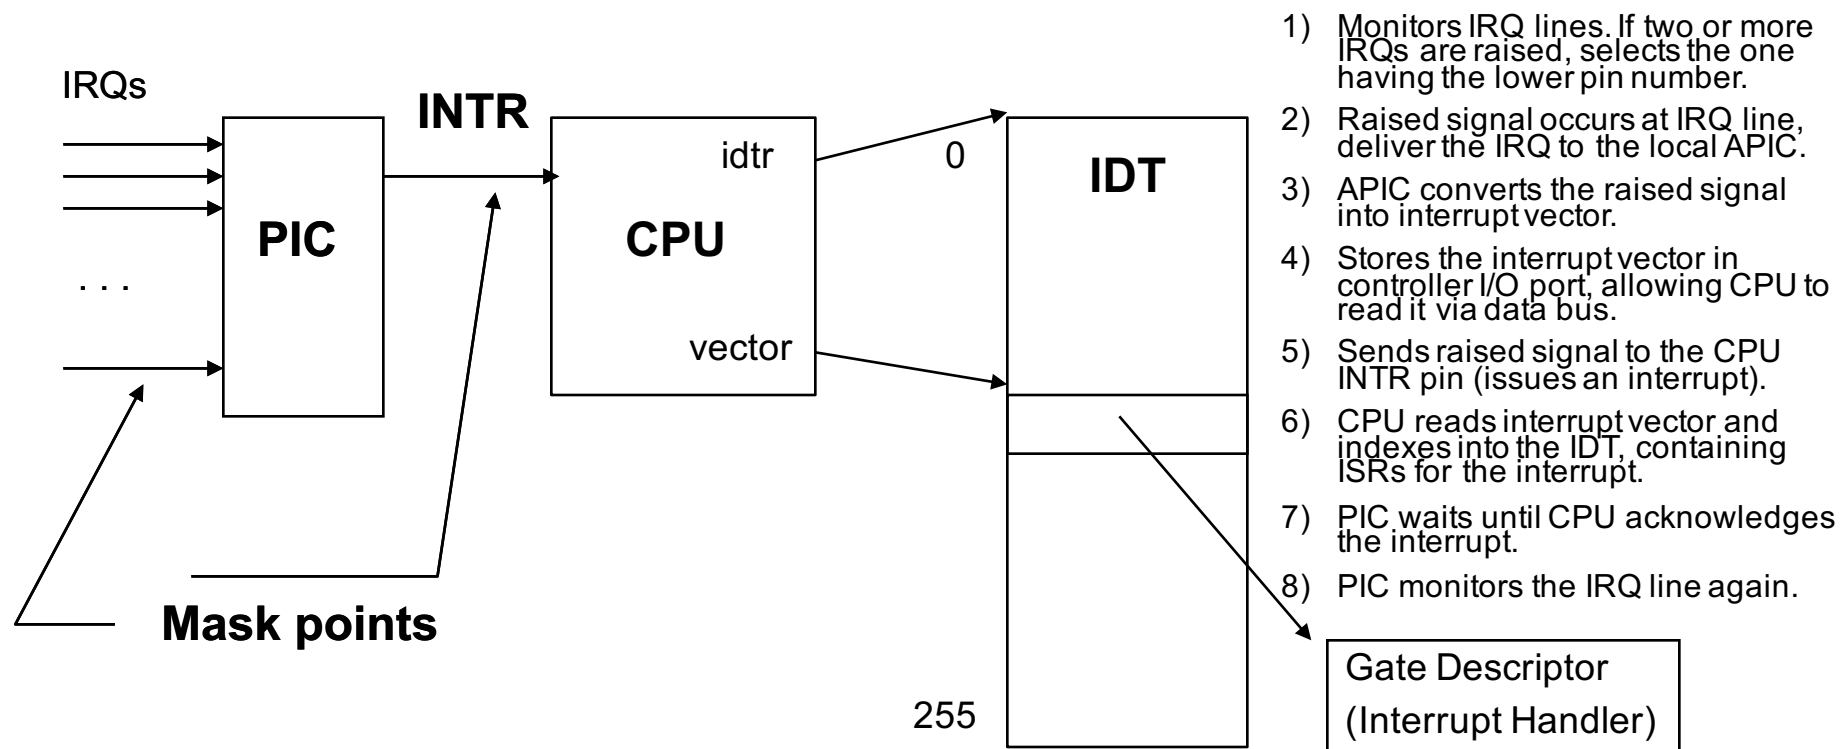 IRQs
INTR
PIC
. . .
CPU
idtr
vector
0
IDT
255
Mask points
1) Monitors IRQ lines. If two or more
IRQs are raised, selects the one
having the lower pin number.
2) Raised signal occurs at IRQ line,
deliver the IRQ to the local APIC.
3) APIC converts the raised signal
into interrupt vector.
4) Stores the interrupt vector in
controller I/O port, allowing CPU to
read it via data bus.
5) Sends raised signal to the CPU
INTR pin (issues an interrupt).
6) CPU reads interrupt vector and
indexes into the IDT, containing
ISRs for the interrupt.
7) PIC waits until CPU acknowledges
the interrupt.
8) PIC monitors the IRQ line again.
Gate Descriptor
(Interrupt Handler)